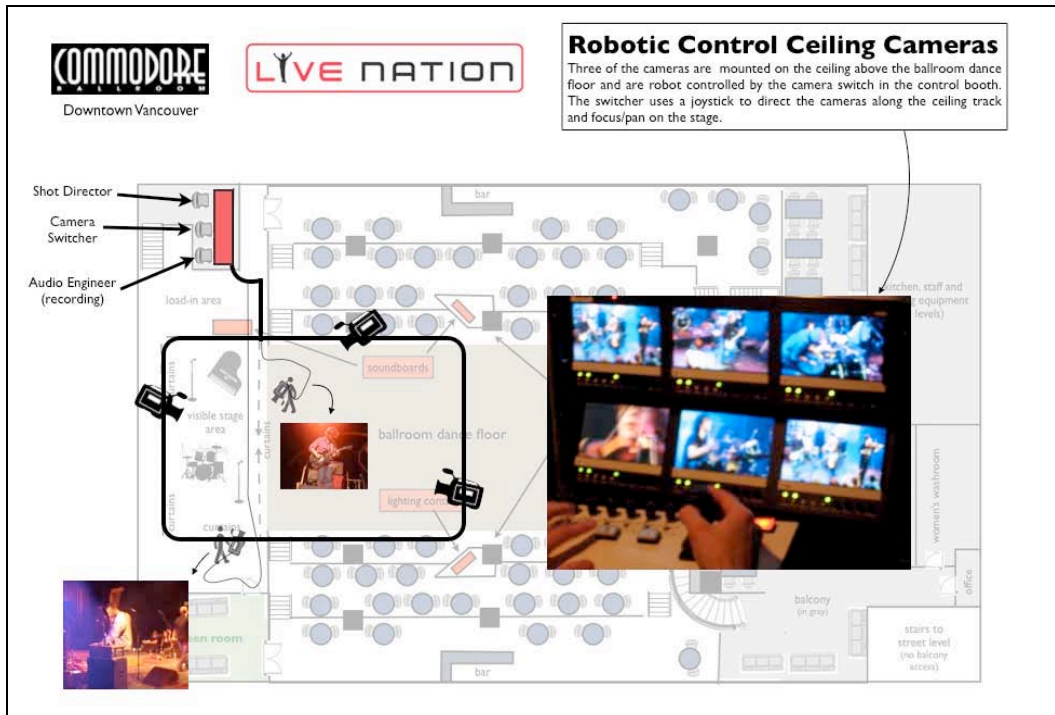 COMMODORE
BALLROOM
Downtown Vancouver
LIVE NATION
Robotic Control Ceiling Cameras
Three of the cameras are mounted on the ceiling above the ballroom dance
floor and are robot controlled by the camera switch in the control booth.
The switcher uses a joystick to direct the cameras along the ceiling track
and focus/pan on the stage.
Shot Director
Camera
Switcher
Audio Engineer
(recording)
bar
load-in area
kitchen, staff and
equipment
levels)
soundboards
curtains
visible stage
area
curtains
ballroom dance floor
lighting
curtains
curtains
women's washroom
office
balcony
(in grey)
stairs to
street level
(no balcony
access)
room
bar